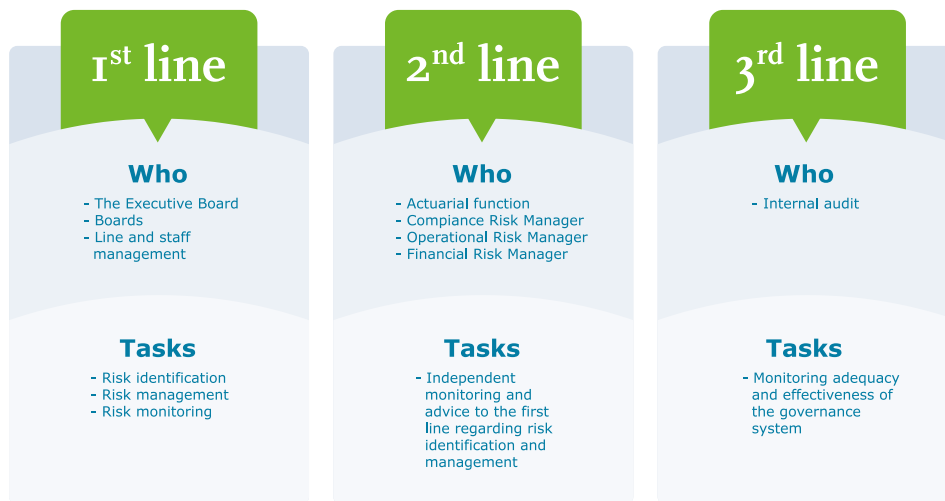 1st line
Who
- The Executive Board
- Boards
- Line and staff
management
Tasks
- Risk identification
- Risk management
- Risk monitoring
2nd line
Who
- Actuarial function
- Compiance Risk Manager
- Operational Risk Manager
- Financial Risk Manager
Tasks
- Independent
monitoring and
advice to the first
line regarding risk
identification and
management
3rd line
Who
- Internal audit
Tasks
- Monitoring adequacy
and effectiveness of
the governance
system